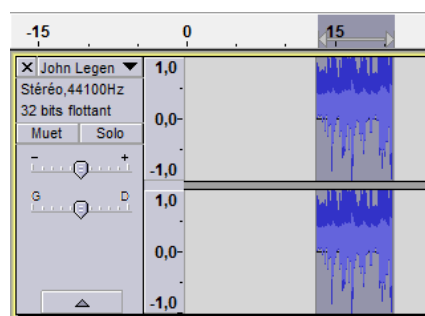 -15 0 15
× John Legen ▼ 1,0
Stéréo,44100Hz
32 bits flottant
0,0-
Muet Solo
- +
-1,0
G D
1,0
0,0-
-1,0